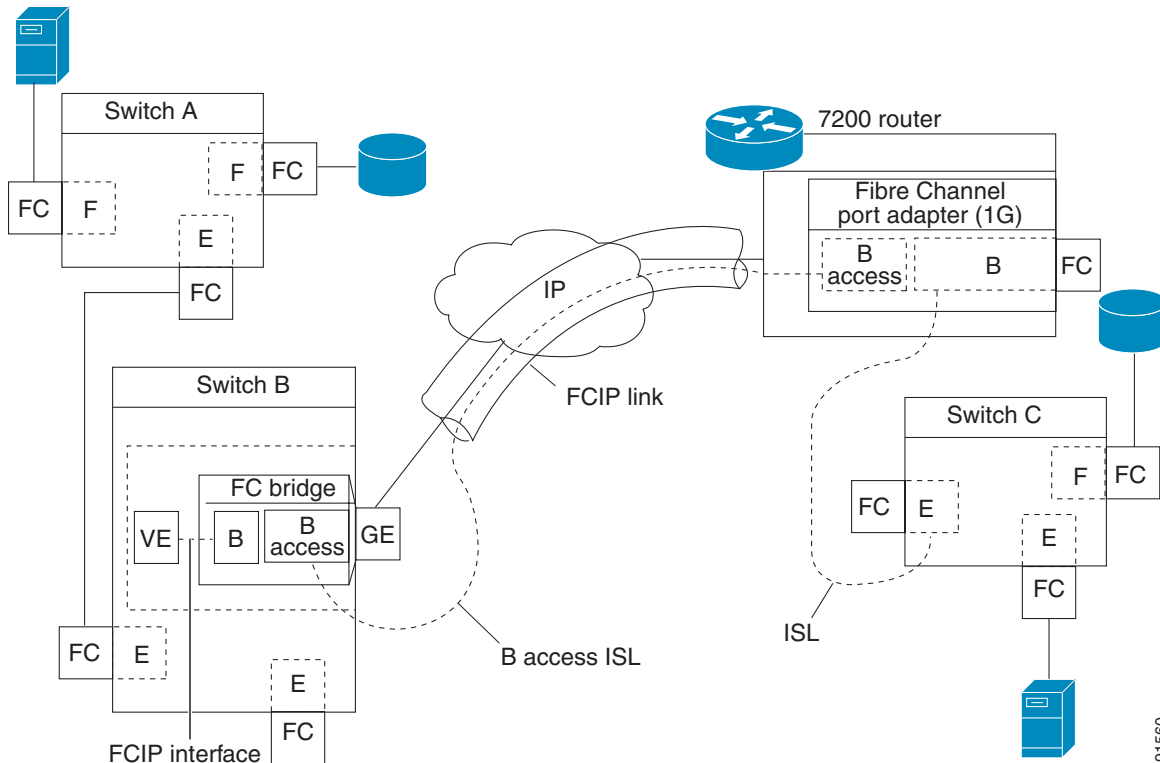 Switch A
F
FC
FC
F
E
FC
7200 router
Fibre Channel
port adapter (1G)
B
access
B
FC
IP
FCIP link
Switch B
FC bridge
VE
B
B
access
GE
FC
E
E
FC
FCIP interface
B access ISL
Switch C
F
FC
FC
E
E
FC
ISL
91560